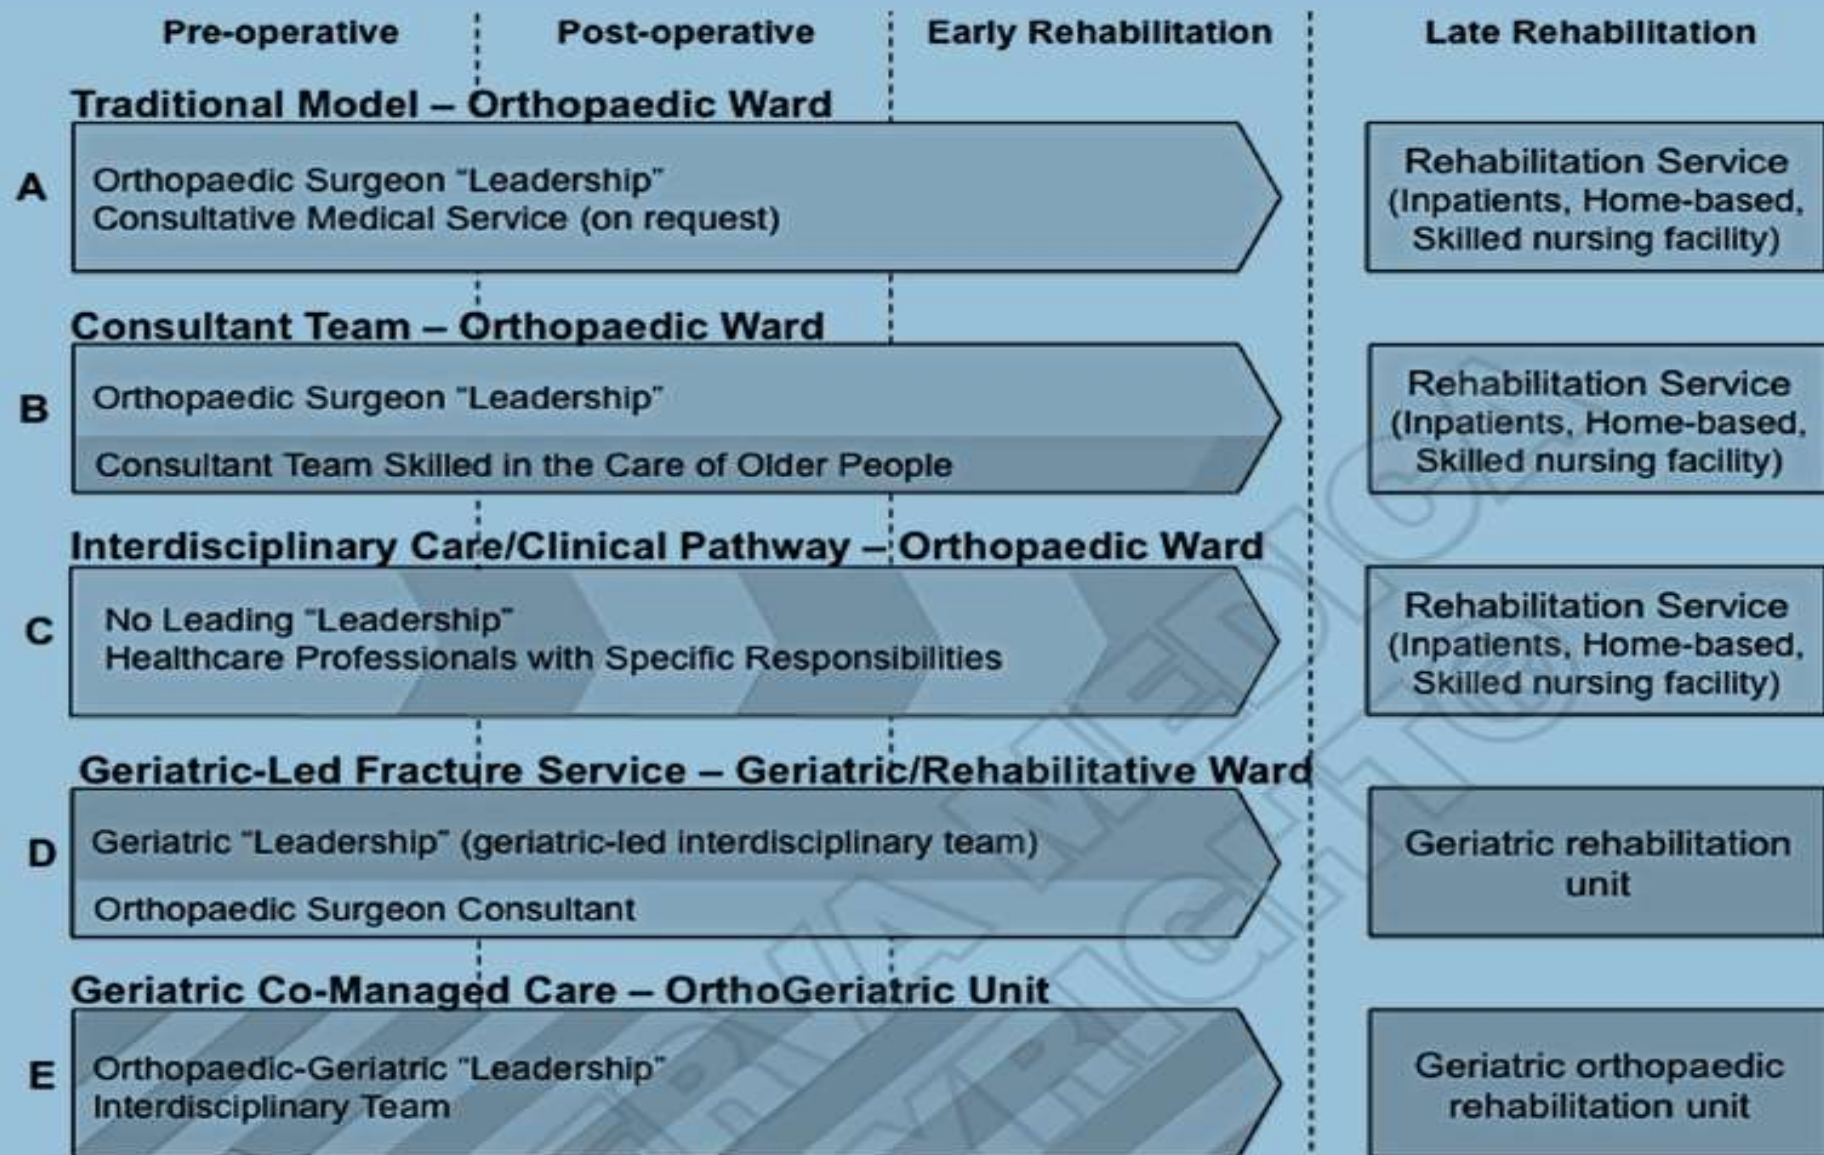 Pre-operative Post-operative Early Rehabilitation Late Rehabilitation
Traditional Model – Orthopaedic Ward
A
Orthopaedic Surgeon "Leadership"
Consultative Medical Service (on request)
Rehabilitation Service
(Inpatients, Home-based,
Skilled nursing facility)
Consultant Team – Orthopaedic Ward
B
Orthopaedic Surgeon "Leadership"
Consultant Team Skilled in the Care of Older People
Rehabilitation Service
(Inpatients, Home-based,
Skilled nursing facility)
Interdisciplinary Care/Clinical Pathway – Orthopaedic Ward
C
No Leading "Leadership"
Healthcare Professionals with Specific Responsibilities
Rehabilitation Service
(Inpatients, Home-based,
Skilled nursing facility)
Geriatric-Led Fracture Service – Geriatric/Rehabilitative Ward
D
Geriatric "Leadership" (geriatric-led interdisciplinary team)
Orthopaedic Surgeon Consultant
Geriatric rehabilitation
unit
Geriatric Co-Managed Care – OrthoGeriatric Unit
E
Orthopaedic-Geriatric "Leadership"
Interdisciplinary Team
Geriatric orthopaedic
rehabilitation unit
MEDICA